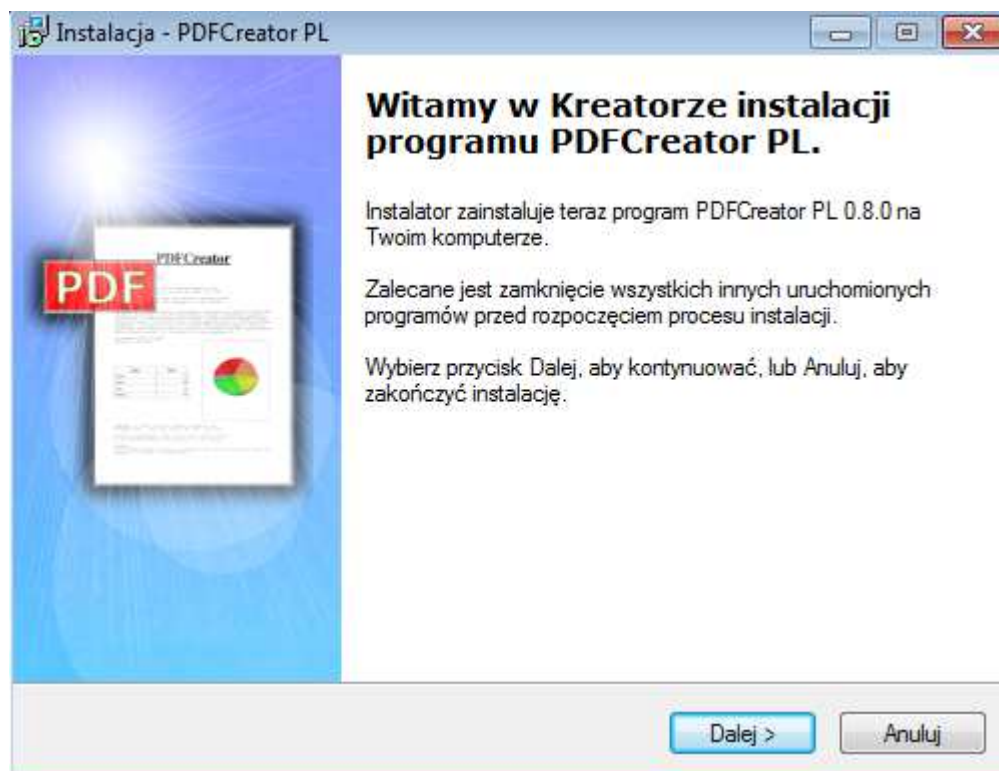 Instalacja - PDFCreator PL
Witamy w Kreatorze instalacji
programu PDFCreator PL.
Instalator zainstaluje teraz program PDFCreator PL 0.8.0 na
Twoim komputerze.
Zalecane jest zamknięcie wszystkich innych uruchomionych
programów przed rozpoczęciem procesu instalacji.
Wybierz przycisk Dalej, aby kontynuować, lub Anuluj, aby
zakończyć instalację.
PDFCreator
PDF
Dalej >
Anuluj